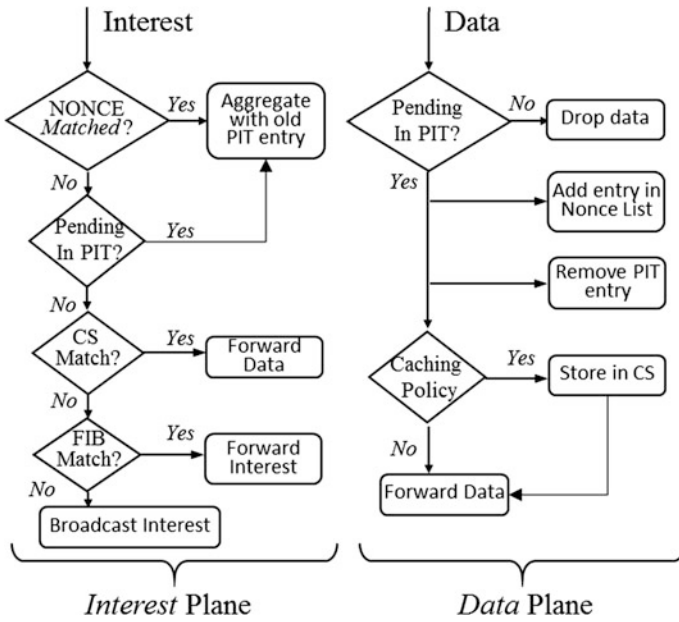 Interest
NONCE
Matched?
Yes
Aggregate
with old
PIT entry
No
Pending
In PIT?
Yes
No
CS
Match?
Yes
Forward
Data
No
FIB
Match?
Yes
Forward
Interest
No
Broadcast Interest
Interest Plane
Data
Pending
In PIT?
No
Drop data
Yes
Add entry in
Nonce List
Remove PIT
entry
Caching
Policy
Yes
Store in CS
No
Forward Data
Data Plane